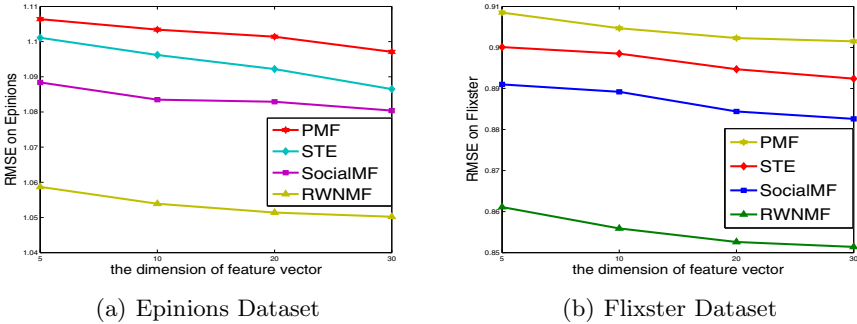 1.11
1.10
1.09
1.08
1.07
1.06
1.05
1.04
RMSE on Epinions
PMF
STE
SocialMF
RWNMF
5
10
20
30
the dimension of feature vector
(a) Epinions Dataset
0.91
0.90
0.89
0.88
0.87
0.86
0.85
RMSE on Flixster
PMF
STE
SocialMF
RWNMF
5
10
20
30
the dimension of feature vector
(b) Flixster Dataset